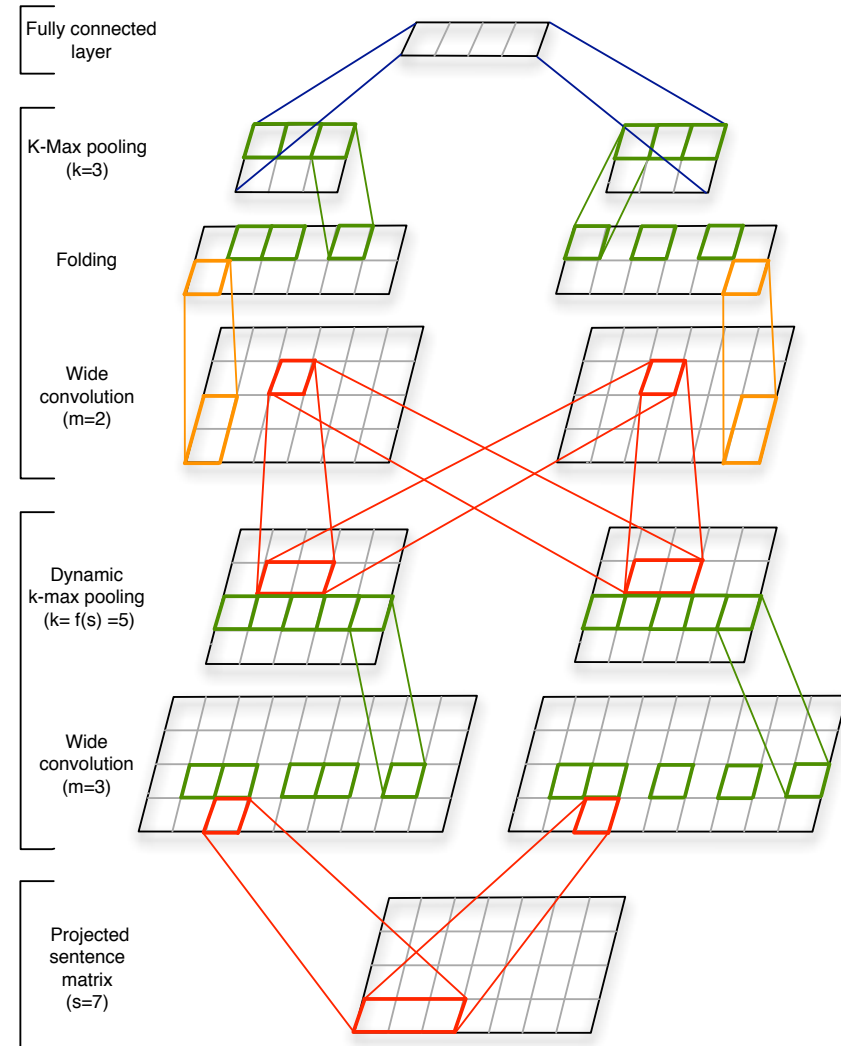 Fully connected
layer
K-Max pooling
(k=3)
Folding
Wide
convolution
(m=2)
Dynamic
k-max pooling
(k= f(s) =5)
Wide
convolution
(m=3)
Projected
sentence
matrix
(s=7)